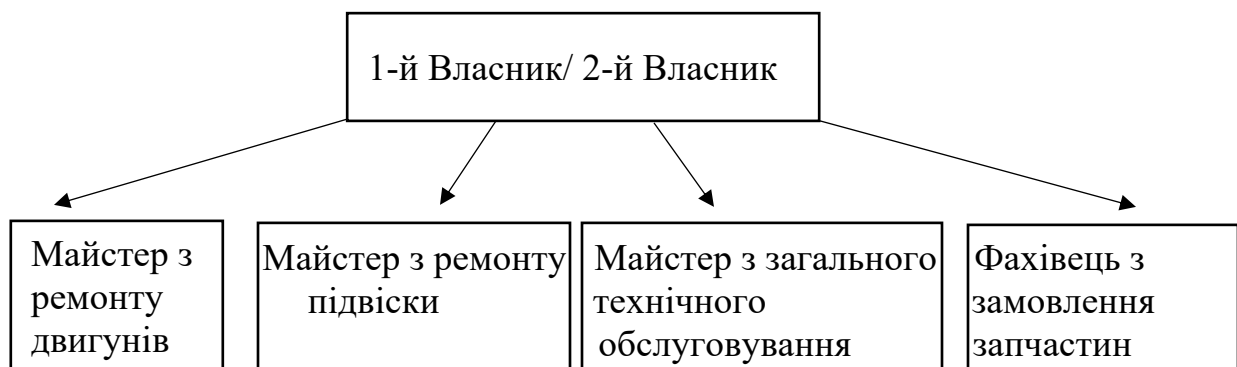 1-й Власник/ 2-й Власник
Майстер з
ремонту
двигунів
Майстер з ремонту
підвіски
Майстер з загального
технічного
обслуговування
Фахівець з
замовлення
запчастин